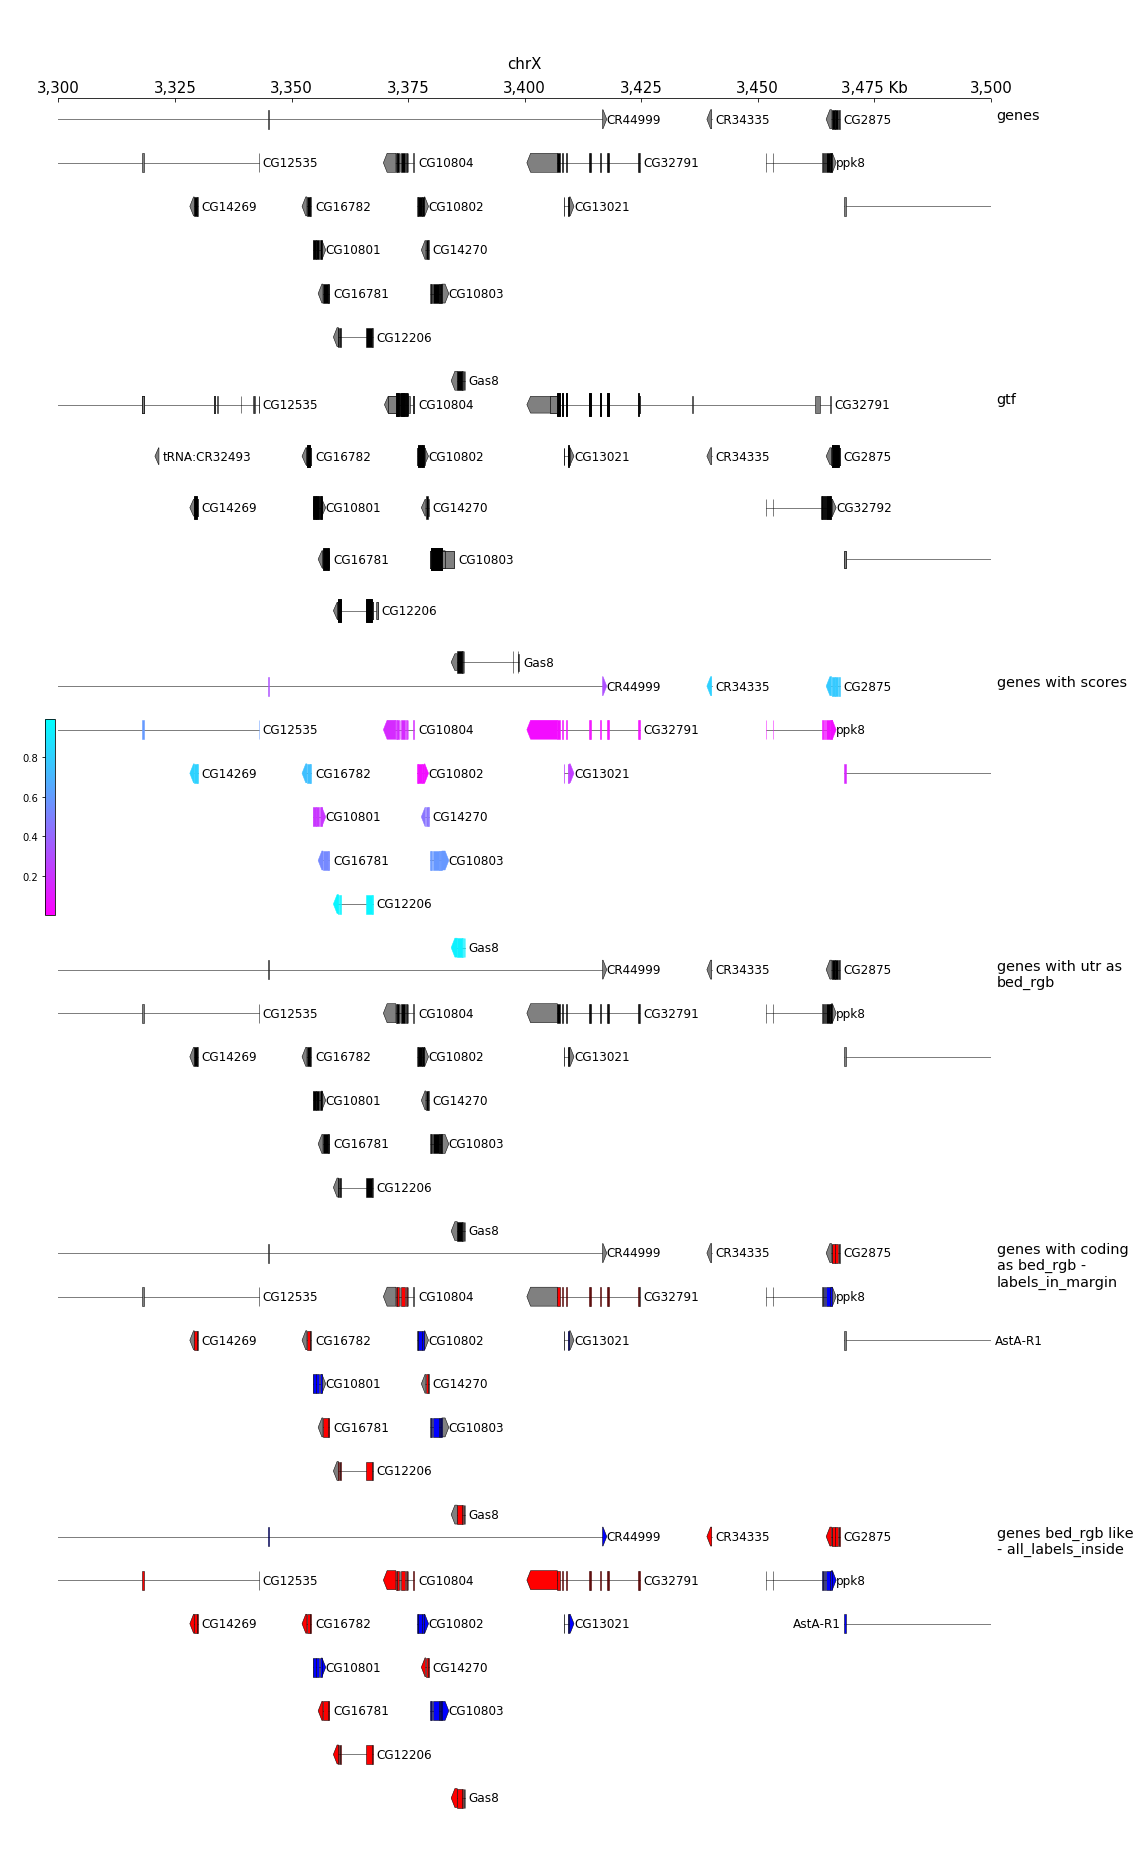 chrX
3,300 3,325 3,350 3,375 3,400 3,425 3,450 3,475 Kb 3,500
CR44999 CR34335 CG2875 genes
CG12535 CG10804 CG32791 ppk8
CG14269 CG16782 CG10802 CG13021
CG10801 CG14270
CG16781 CG10803
CG12206
Gas8
CG12535 CG10804 CG32791 gtf
tRNA:CR32493 CG16782 CG10802 CG13021 CR34335 CG2875
CG14269 CG10801 CG14270 CG32792
CG16781 CG10803
CG12206
Gas8
CR44999 CR34335 CG2875 genes with scores
CG12535 CG10804 CG32791 ppk8
0.8
CG14269 CG16782 CG10802 CG13021
0.6
CG10801 CG14270
0.4
CG16781 CG10803
0.2
CG12206
Gas8
CR44999 CR34335 CG2875 genes with utr as
bed_rgb
CG12535 CG10804 CG32791 ppk8
CG14269 CG16782 CG10802 CG13021
CG10801 CG14270
CG16781 CG10803
CG12206
Gas8
CR44999 CR34335 CG2875 genes with coding
as bed_rgb -
labels_in_margin
CG12535 CG10804 CG32791 ppk8
CG14269 CG16782 CG10802 CG13021 AstA-R1
CG10801 CG14270
CG16781 CG10803
CG12206
Gas8
CR44999 CR34335 CG2875 genes bed_rgb like
- all_labels_inside
CG12535 CG10804 CG32791 ppk8
CG14269 CG16782 CG10802 CG13021 AstA-R1
CG10801 CG14270
CG16781 CG10803
CG12206
Gas8